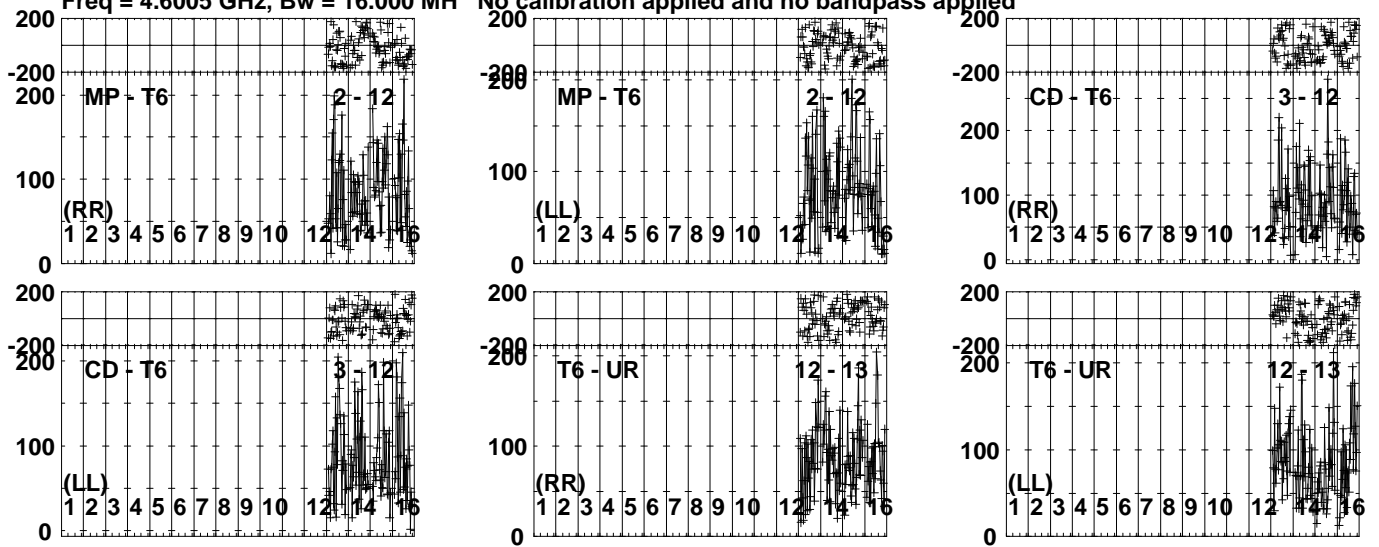 Freq = 4.6005 GHz, Bw = 16.000 MH No calibration applied and no bandpass applied
200
-200
200
MP - T6 2 - 12
100
(RR)
1 2 3 4 5 6 7 8 9 10 12 14 16
0
200
-200
200
MP - T6 2 - 12
100
(LL)
1 2 3 4 5 6 7 8 9 10 12 14 16
0
200
-200
CD - T6 3 - 12
200
100
(RR)
1 2 3 4 5 6 7 8 9 10 12 14 16
0
200
-200
200
CD - T6 3 - 12
100
(LL)
1 2 3 4 5 6 7 8 9 10 12 14 16
0
200
-200
200
T6 - UR 12 - 13
100
(RR)
1 2 3 4 5 6 7 8 9 10 12 14 16
0
200
-200
200
T6 - UR 12 - 13
100
(LL)
1 2 3 4 5 6 7 8 9 10 12 14 16
0